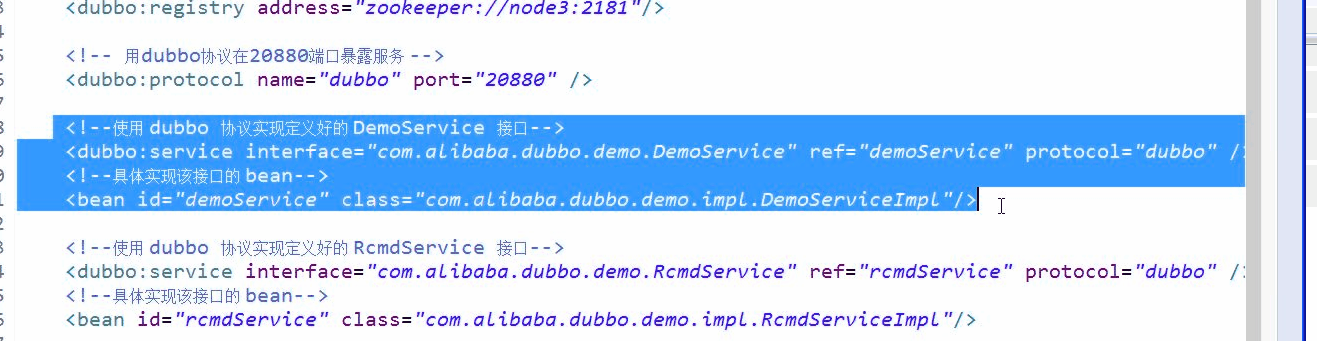 <dubbo:registry address="zookeeper://node3:2181"/>
<!-- 用dubbo协议在20880端口暴露服务 -->
<dubbo:protocol name="dubbo" port="20880" />
<!--使用 dubbo 协议实现定义好的 DemoService 接口-->
<dubbo:service interface="com.alibaba.dubbo.demo.DemoService" ref="demoService" protocol="dubbo" /
<!--具体实现该接口的 bean-->
<bean id="demoService" class="com.alibaba.dubbo.demo.impl.DemoServiceImpl"/>
<!--使用 dubbo 协议实现定义好的 RcmdService 接口-->
<dubbo:service interface="com.alibaba.dubbo.demo.RcmdService" ref="rcmdService" protocol="dubbo" /
<!--具体实现该接口的 bean-->
<bean id="rcmdService" class="com.alibaba.dubbo.demo.impl.RcmdServiceImpl"/>